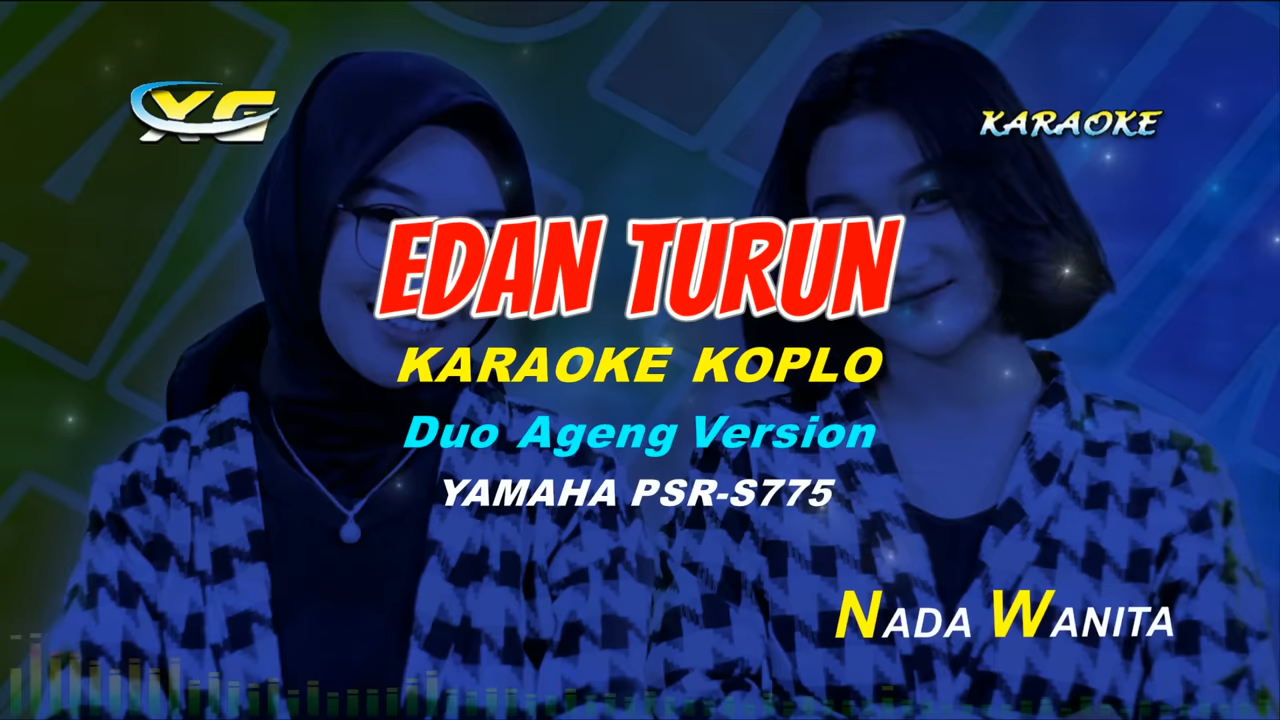 XG
KARAOKE
EDAN TURUN
KARAOKE KOPLO
Duo Ageng Version
YAMAHA PSR-S775
NADA WANITA